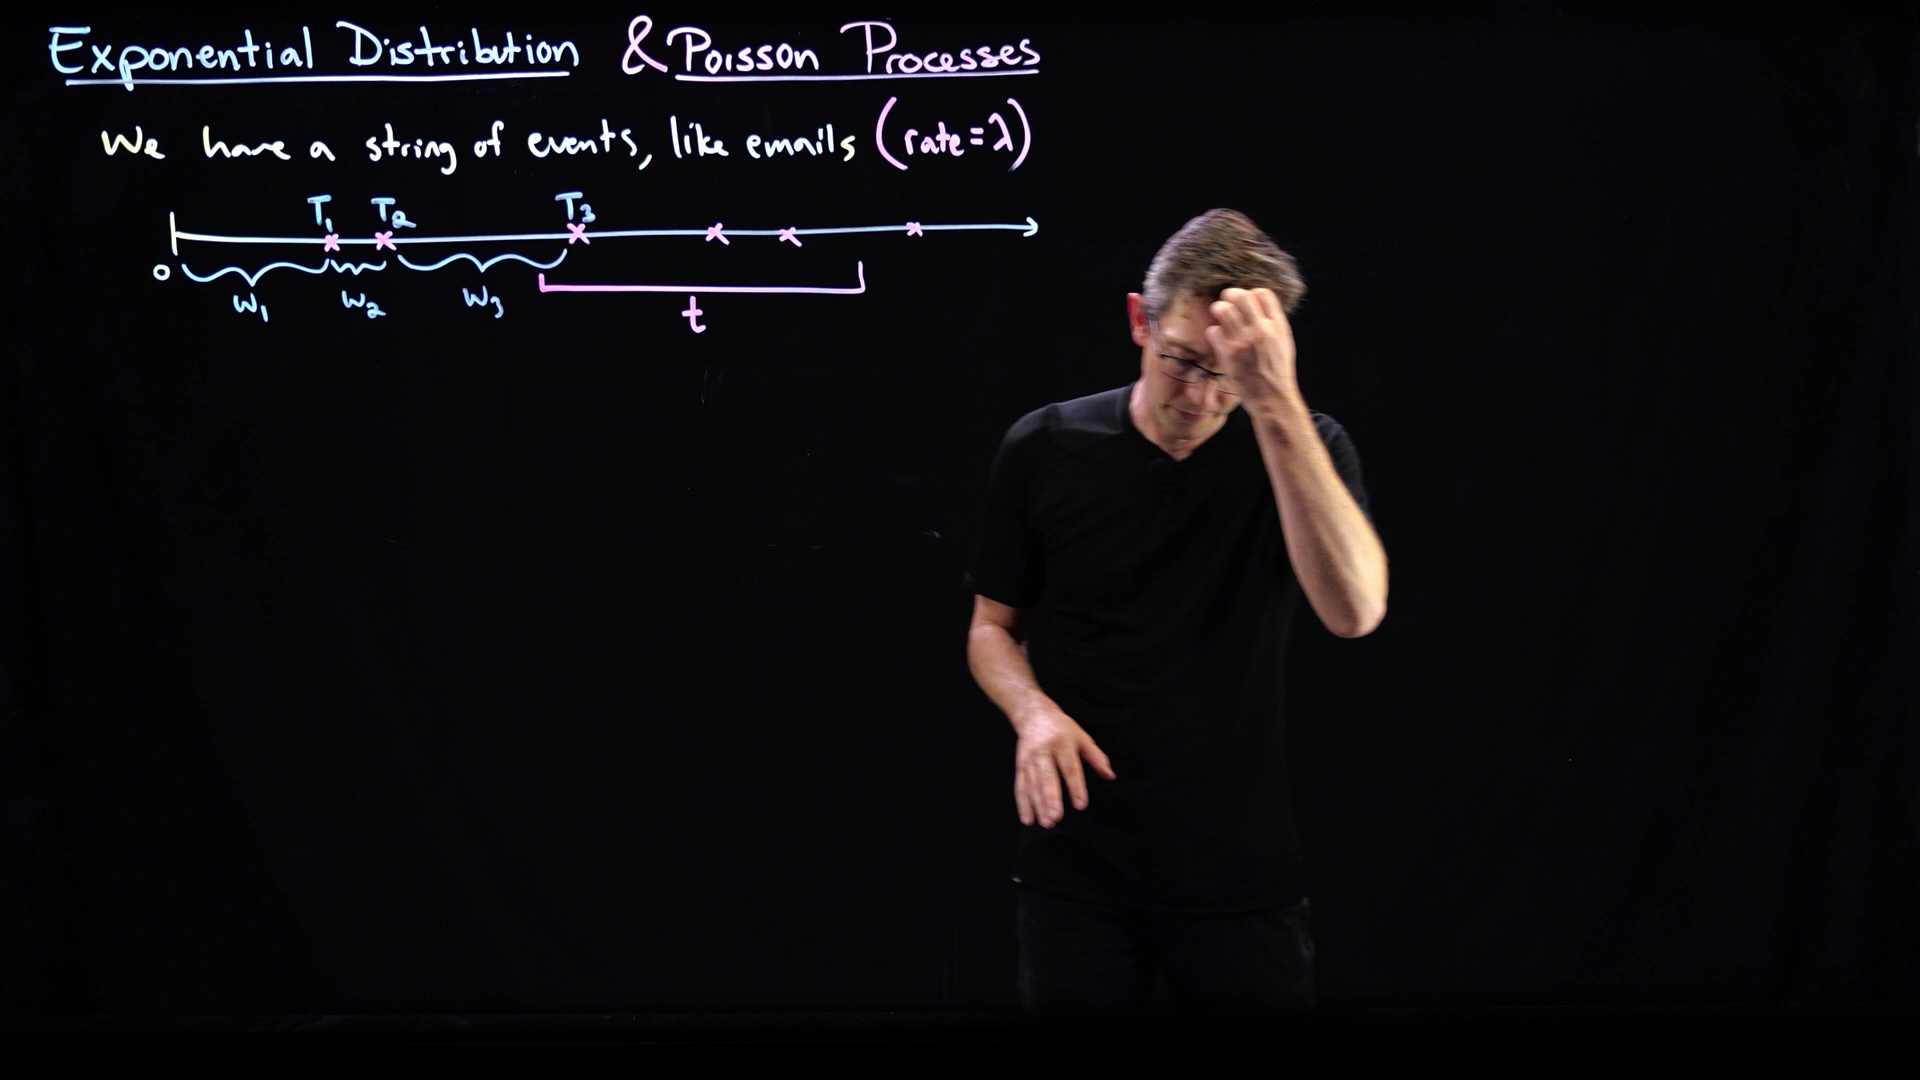 Exponential Distribution & Poisson Processes
We have a string of events, like emails (rate=λ)
T₁ T₂ T₃
0 W₁ W₂ W₃ t